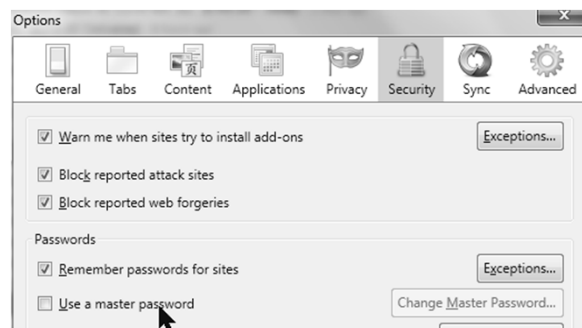 Options
General Tabs Content Applications Privacy Security Sync Advanced
Warn me when sites try to install add-ons Exceptions...
Block reported attack sites
Block reported web forgeries
Passwords
Remember passwords for sites Exceptions...
Use a master password Change Master Password...